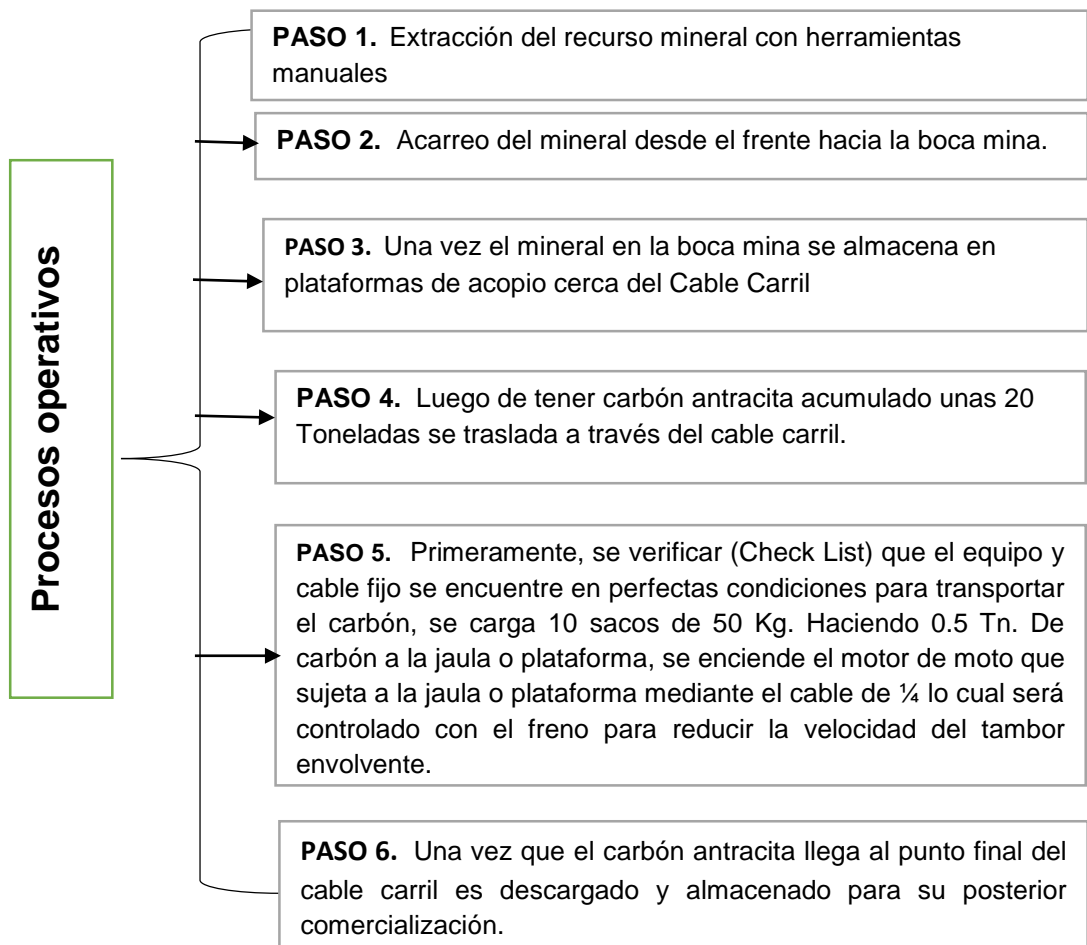 Procesos operativos
PASO 1. Extracción del recurso mineral con herramientas
manuales
PASO 2. Acarreo del mineral desde el frente hacia la boca mina.
PASO 3. Una vez el mineral en la boca mina se almacena en
plataformas de acopio cerca del Cable Carril
PASO 4. Luego de tener carbón antracita acumulado unas 20
Toneladas se traslada a través del cable carril.
PASO 5. Primeramente, se verificar (Check List) que el equipo y
cable fijo se encuentre en perfectas condiciones para transportar
el carbón, se carga 10 sacos de 50 Kg. Haciendo 0.5 Tn. De
carbón a la jaula o plataforma, se enciende el motor de moto que
sujeta a la jaula o plataforma mediante el cable de ¼ lo cual será
controlado con el freno para reducir la velocidad del tambor
envolvente.
PASO 6. Una vez que el carbón antracita llega al punto final del
cable carril es descargado y almacenado para su posterior
comercialización.